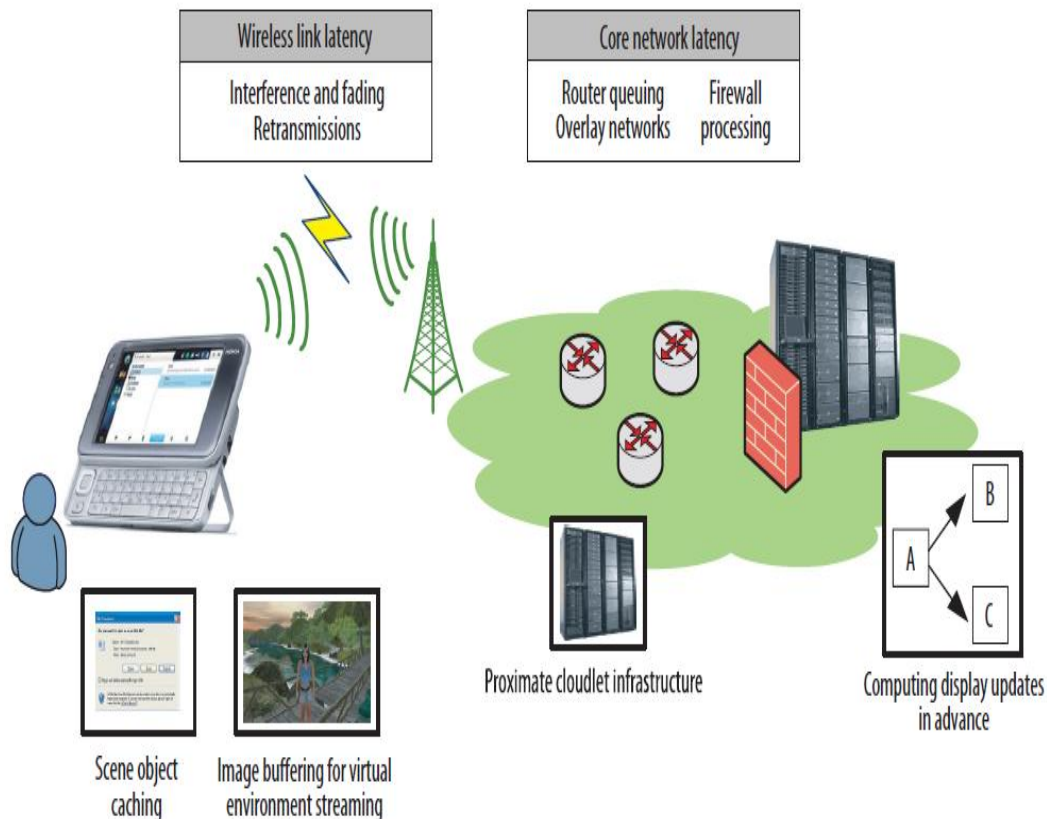 Wireless link latency
Interference and fading
Retransmissions
Core network latency
Router queuing
Overlay networks
Firewall
processing
NOKIA
A
B
C
Proximate cloudlet infrastructure
Computing display updates
in advance
Scene object
caching
Image buffering for virtual
environment streaming